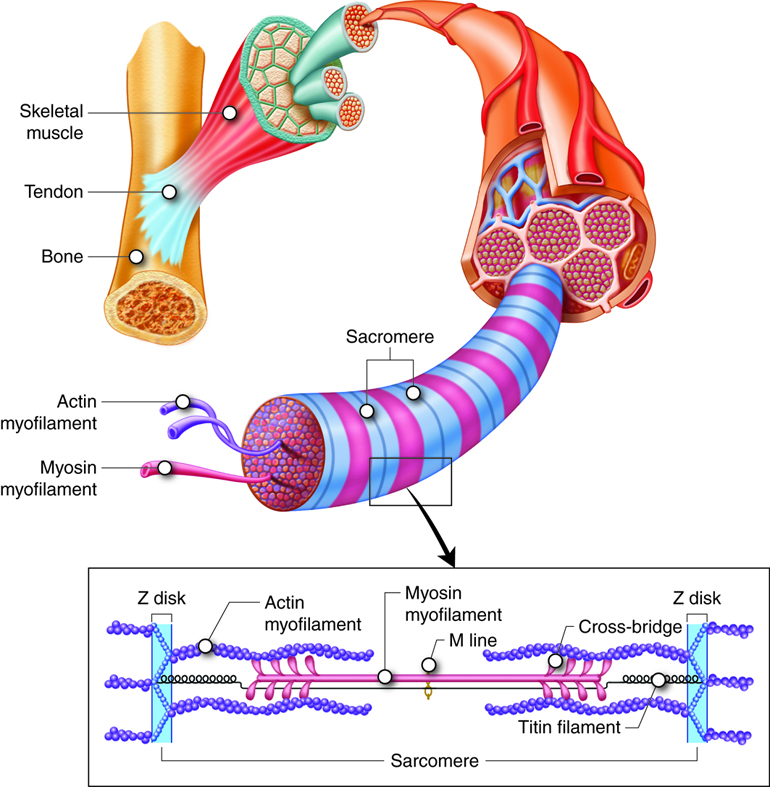 Skeletal
muscle
Tendon
Bone
Sacromere
Actin
myofilament
Myosin
myofilament
Z disk
Actin
myofilament
Myosin
myofilament
M line
Cross-bridge
Z disk
Titin filament
Sarcomere